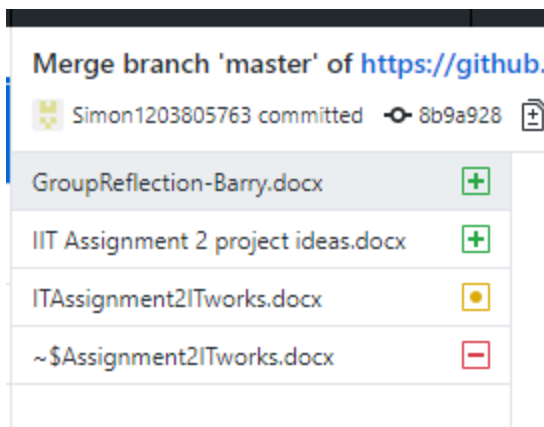 Merge branch 'master' of https://github.
Simon1203805763 committed 8b9a928
GroupReflection-Barry.docx
IIT Assignment 2 project ideas.docx
ITAssignment2ITworks.docx
~$Assignment2ITworks.docx